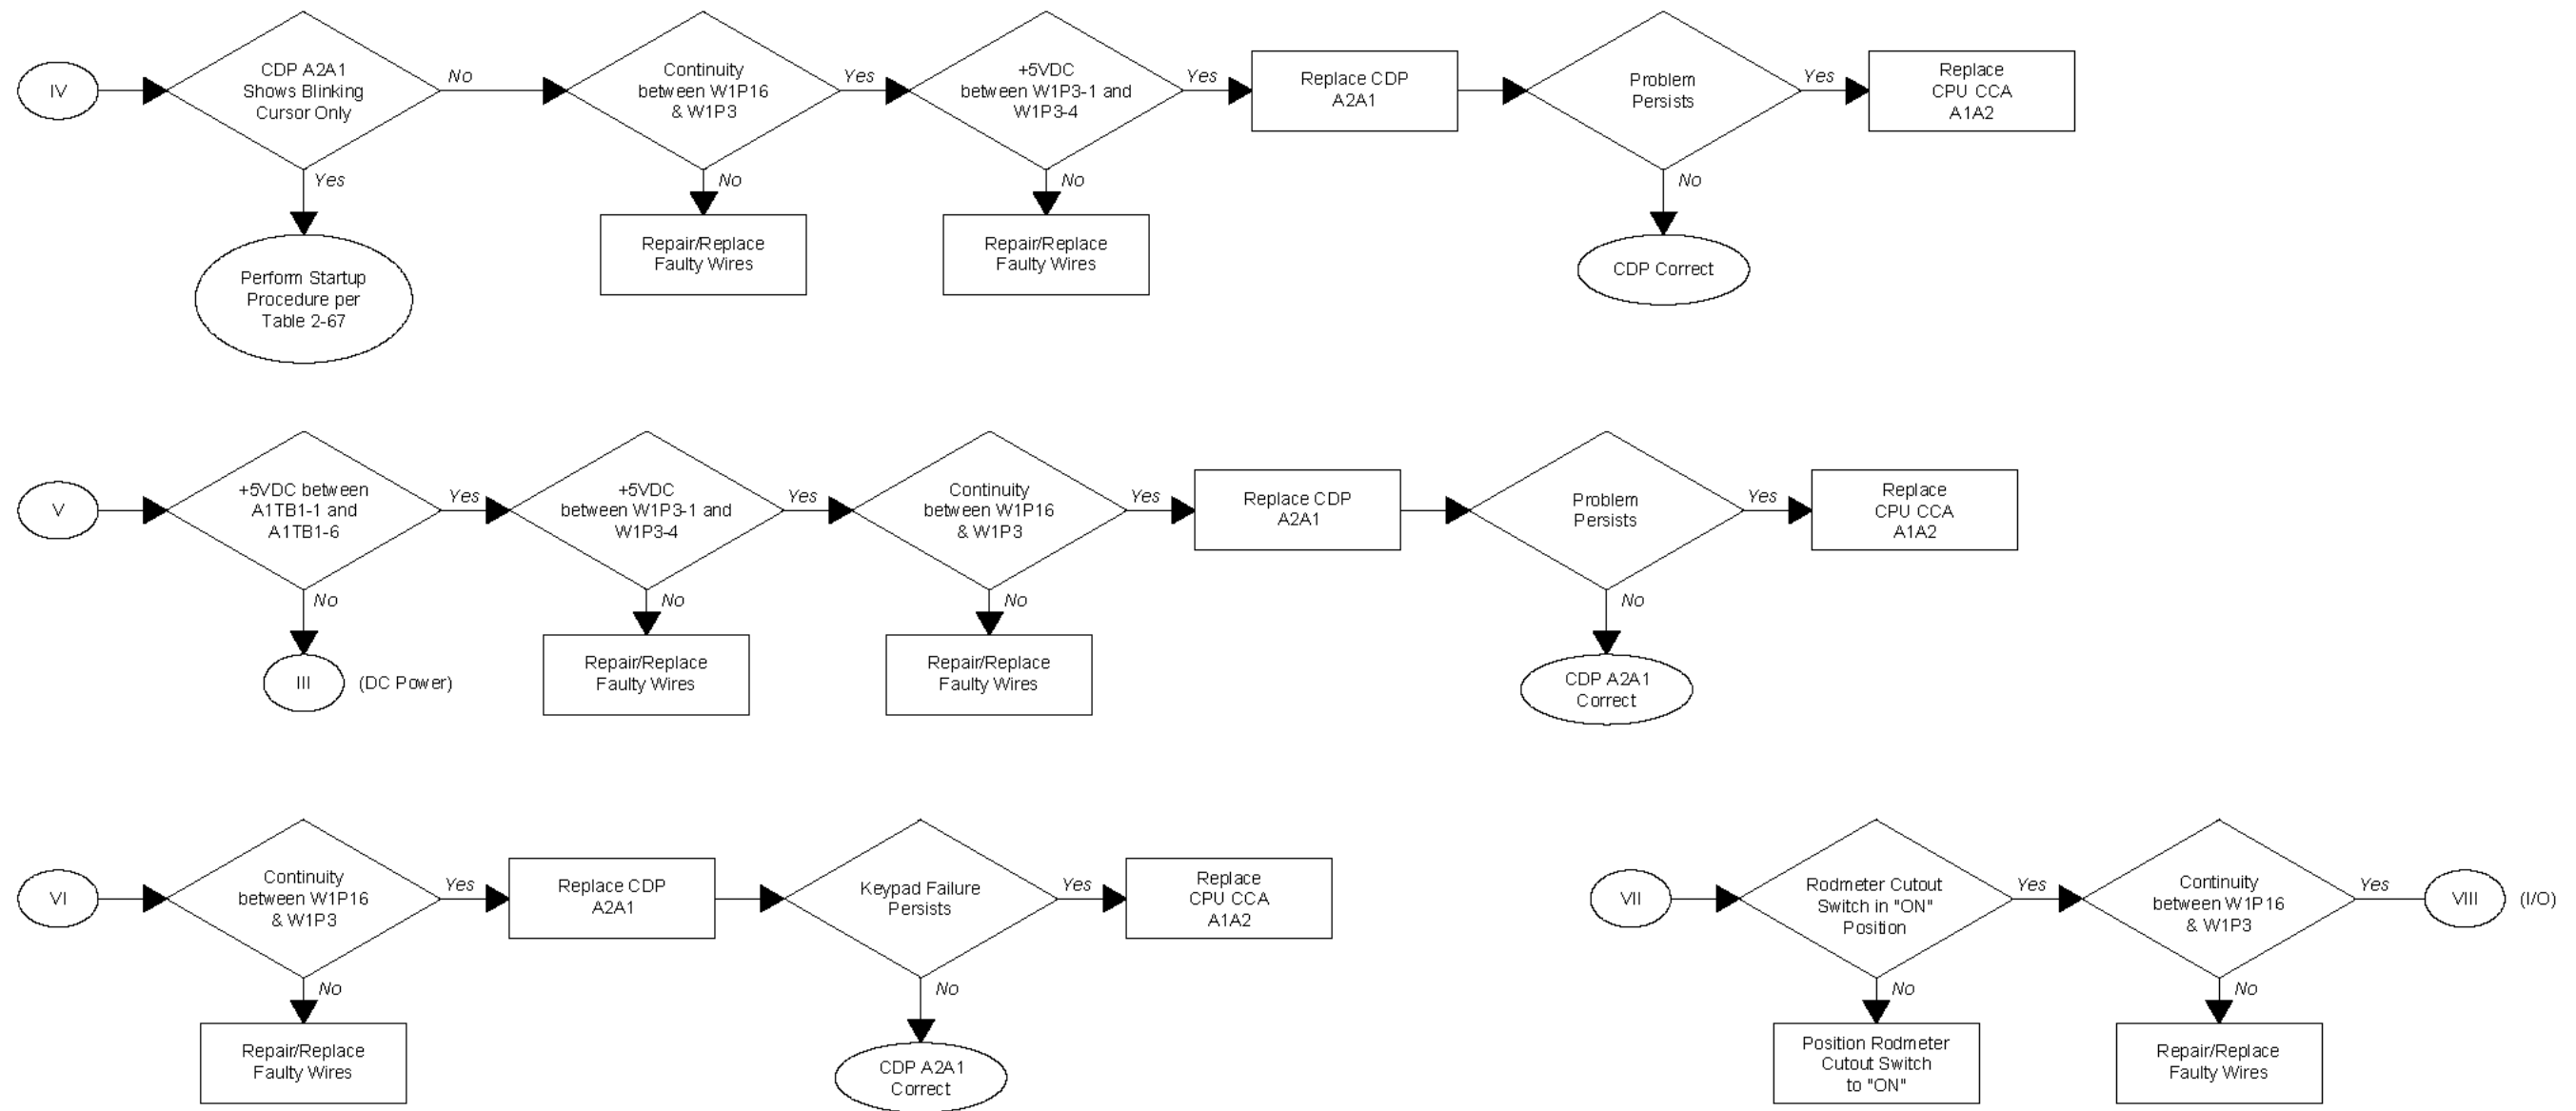 IV
CDP A2A1
Shows Blinking
Cursor Only
No
Continuity
between W1P16
& W1P3
Yes
+5VDC
between W1P3-1 and
W1P3-4
Yes
Replace CDP
A2A1
Problem
Persists
Yes
Replace
CPU CCA
A1A2
Yes
No
No
No
Perform Startup
Procedure per
Table 2-67
Repair/Replace
Faulty Wires
Repair/Replace
Faulty Wires
CDP Correct
V
+5VDC between
A1TB1-1 and
A1TB1-6
Yes
+5VDC
between W1P3-1 and
W1P3-4
Yes
Continuity
between W1P16
& W1P3
Yes
Replace CDP
A2A1
Problem
Persists
Yes
Replace
CPU CCA
A1A2
No
No
No
No
III
(DC Power)
Repair/Replace
Faulty Wires
Repair/Replace
Faulty Wires
CDP A2A1
Correct
VI
Continuity
between W1P16
& W1P3
Yes
Replace CDP
A2A1
Keypad Failure
Persists
Yes
Replace
CPU CCA
A1A2
No
No
Repair/Replace
Faulty Wires
CDP A2A1
Correct
VII
Rodmeter Cutout
Switch in "ON"
Position
Yes
Continuity
between W1P16
& W1P3
Yes
VIII
(I/O)
No
No
Position Rodmeter
Cutout Switch
to "ON"
Repair/Replace
Faulty Wires